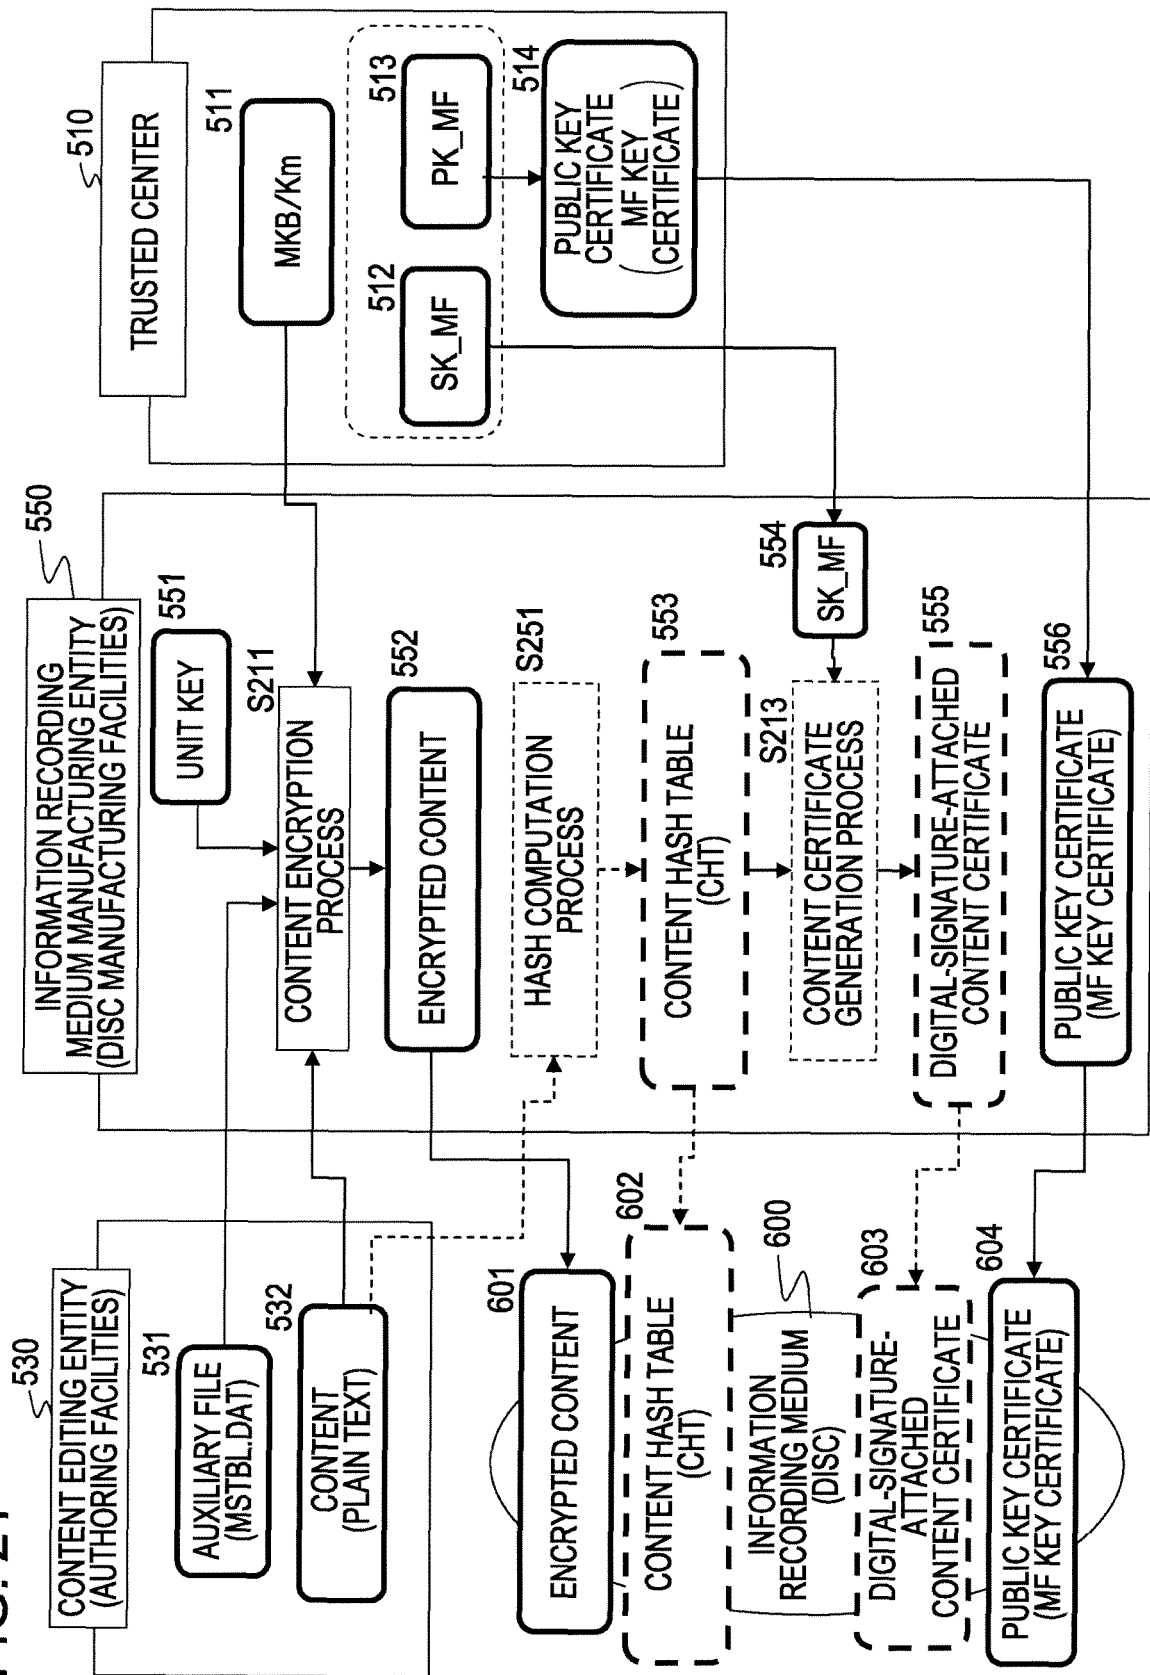 FIG. 21
530
CONTENT EDITING ENTITY
(AUTHORING FACILITIES)
531
AUXILIARY FILE
(MSTBL.DAT)
532
CONTENT
(PLAIN TEXT)
550
INFORMATION RECORDING
MEDIUM MANUFACTURING ENTITY
(DISC MANUFACTURING FACILITIES)
551
UNIT KEY
S211
CONTENT ENCRYPTION
PROCESS
552
ENCRYPTED CONTENT
S251
HASH COMPUTATION
PROCESS
553
CONTENT HASH TABLE
(CHT)
554
SK_MF
S213
CONTENT CERTIFICATE
GENERATION PROCESS
555
DIGITAL-SIGNATURE-ATTACHED
CONTENT CERTIFICATE
556
PUBLIC KEY CERTIFICATE
(MF KEY CERTIFICATE)
510
TRUSTED CENTER
511
MKB/Km
512
SK_MF
513
PK_MF
514
PUBLIC KEY
CERTIFICATE
(MF KEY
CERTIFICATE)
601
ENCRYPTED CONTENT
602
CONTENT HASH TABLE
(CHT)
600
INFORMATION
RECORDING MEDIUM
(DISC)
603
DIGITAL-SIGNATURE-
ATTACHED
CONTENT CERTIFICATE
604
PUBLIC KEY CERTIFICATE
(MF KEY CERTIFICATE)